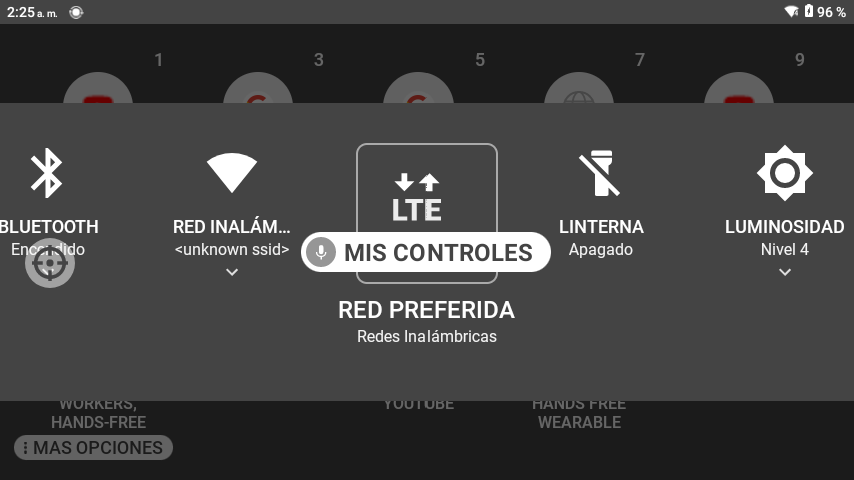 2:25 a. m.
96 %
1
3
5
7
9
BLUETOOTH
Encendido
RED INALÁM...
<unknown ssid>
LTE
LINTERNA
Apagado
LUMINOSIDAD
Nivel 4
MIS CONTROLES
RED PREFERIDA
Redes Inalámbricas
WORKERS,
HANDS-FREE
YOUTUBE
HANDS FREE
WEARABLE
MAS OPCIONES